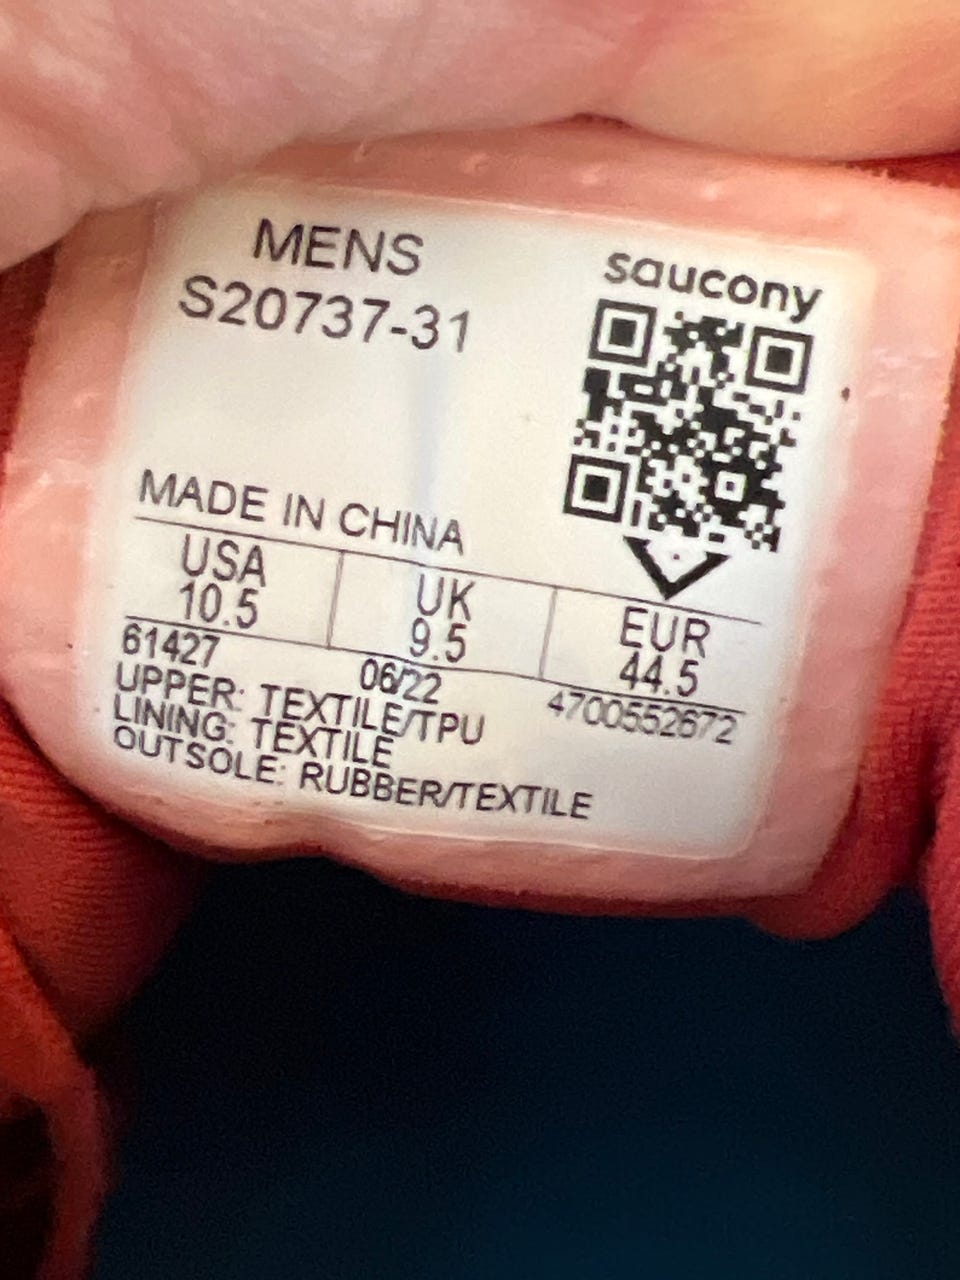 MENS
S20737-31
saucony
MADE IN CHINA
USA UK EUR
10.5 9.5 44.5
61427 06/22 4700552672
UPPER: TEXTILE/TPU
LINING: TEXTILE
OUTSOLE: RUBBER/TEXTILE